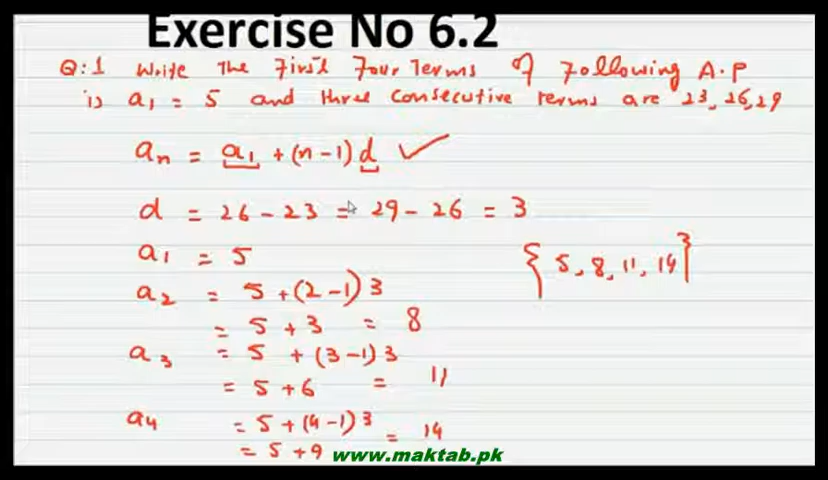 Exercise No 6.2
Q:1 Write The First Four Terms of Following A.P
is a₁ = 5 and three consecutive terms are 23, 26, 29
aₙ = a₁ + (n-1) d ✓
d = 26 - 23 = 29 - 26 = 3
a₁ = 5
{ 5, 8, 11, 14 }
a₂ = 5 + (2-1) 3
= 5 + 3 = 8
a₃ = 5 + (3-1) 3
= 5 + 6 = 11
a₄ = 5 + (4-1) 3
= 5 + 9 = 14
www.maktab.pk